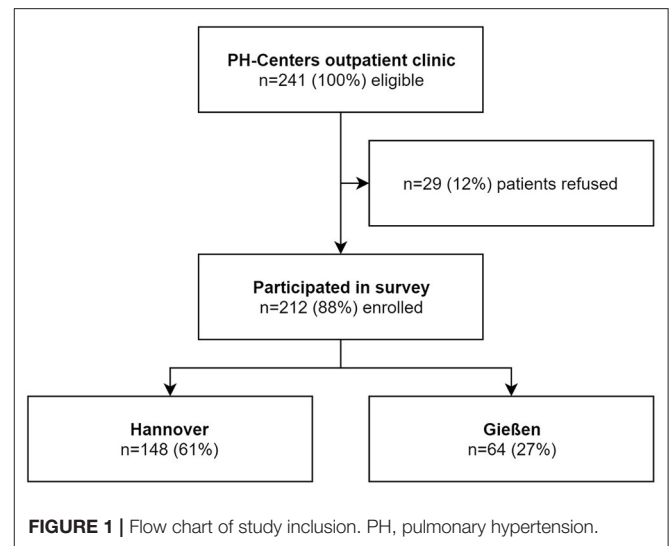 PH-Centers outpatient clinic
n=241 (100%) eligible
n=29 (12%) patients refused
Participated in survey
n=212 (88%) enrolled
Hannover
n=148 (61%)
Gießen
n=64 (27%)
FIGURE 1 | Flow chart of study inclusion. PH, pulmonary hypertension.